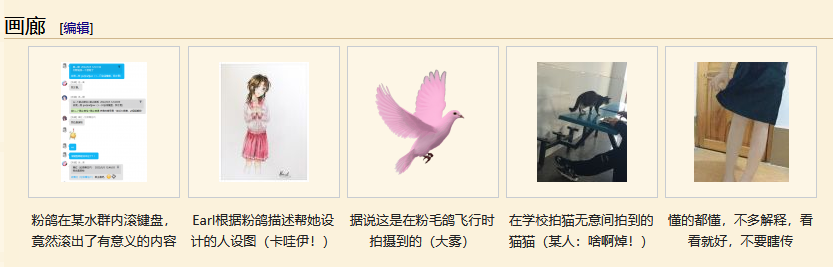 画廊 [编辑]
粉鸽在某水群内滚键盘，
竟然滚出了有意义的内容
Earl根据粉鸽描述帮她设
计的人设图（卡哇伊！）
据说这是在粉毛鸽飞行时
拍摄到的（大雾）
在学校拍猫无意间拍到的
猫猫（某人：啥啊焯！）
懂的都懂，不多解释，看
看就好，不要瞎传